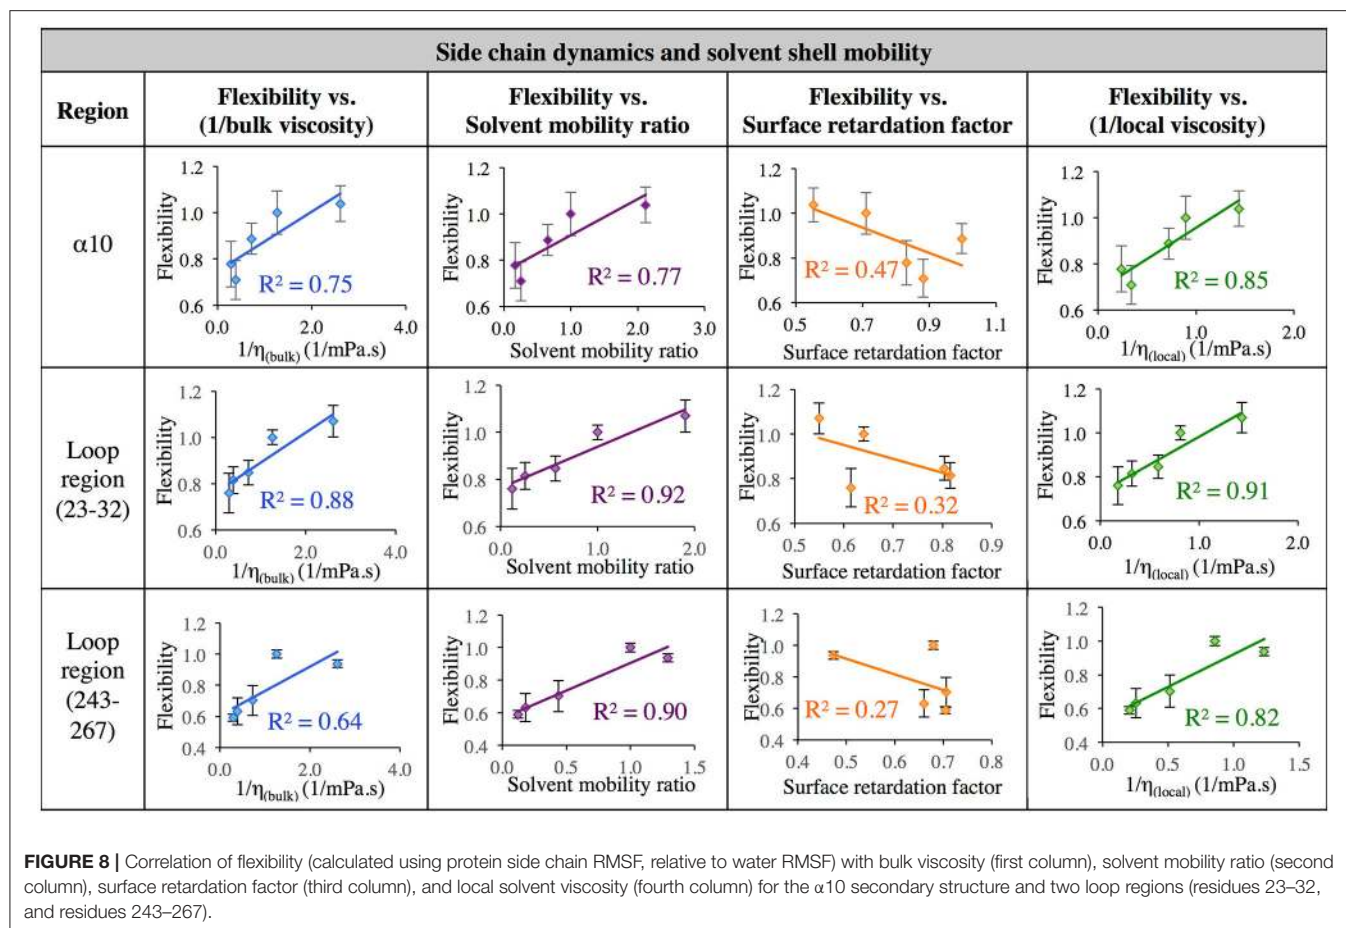 Side chain dynamics and solvent shell mobility
Region
Flexibility vs.
(1/bulk viscosity)
Flexibility vs.
Solvent mobility ratio
Flexibility vs.
Surface retardation factor
Flexibility vs.
(1/local viscosity)
α10
Flexibility
1.2
1.0
0.8
0.6
R² = 0.75
0.0 2.0 4.0
1/η(bulk) (1/mPa.s)
Flexibility
1.2
1.0
0.8
0.6
R² = 0.77
0.0 1.0 2.0 3.0
Solvent mobility ratio
Flexibility
1.2
1.0
0.8
0.6
R² = 0.47
0.5 0.7 0.9 1.1
Surface retardation factor
Flexibility
1.2
1.0
0.8
0.6
R² = 0.85
0.0 1.0 2.0
1/η(local) (1/mPa.s)
Loop
region
(23-32)
Flexibility
1.2
1.0
0.8
0.6
R² = 0.88
0.0 2.0 4.0
1/η(bulk) (1/mPa.s)
Flexibility
1.2
1.0
0.8
0.6
R² = 0.92
0.0 1.0 2.0
Solvent mobility ratio
Flexibility
1.2
1.0
0.8
0.6
R² = 0.32
0.5 0.6 0.7 0.8 0.9
Surface retardation factor
Flexibility
1.2
1.0
0.8
0.6
R² = 0.91
0.0 1.0 2.0
1/η(local) (1/mPa.s)
Loop
region
(243-
267)
Flexibility
1.2
1.0
0.8
0.6
0.4
R² = 0.64
0.0 2.0 4.0
1/η(bulk) (1/mPa.s)
Flexibility
1.2
1.0
0.8
0.6
0.4
R² = 0.90
0.0 0.5 1.0 1.5
Solvent mobility ratio
Flexibility
1.2
1.0
0.8
0.6
0.4
R² = 0.27
0.4 0.5 0.6 0.7 0.8
Surface retardation factor
Flexibility
1.2
1.0
0.8
0.6
0.4
R² = 0.82
0.0 0.5 1.0 1.5
1/η(local) (1/mPa.s)
FIGURE 8 | Correlation of flexibility (calculated using protein side chain RMSF, relative to water RMSF) with bulk viscosity (first column), solvent mobility ratio (second
column), surface retardation factor (third column), and local solvent viscosity (fourth column) for the α10 secondary structure and two loop regions (residues 23–32,
and residues 243–267).